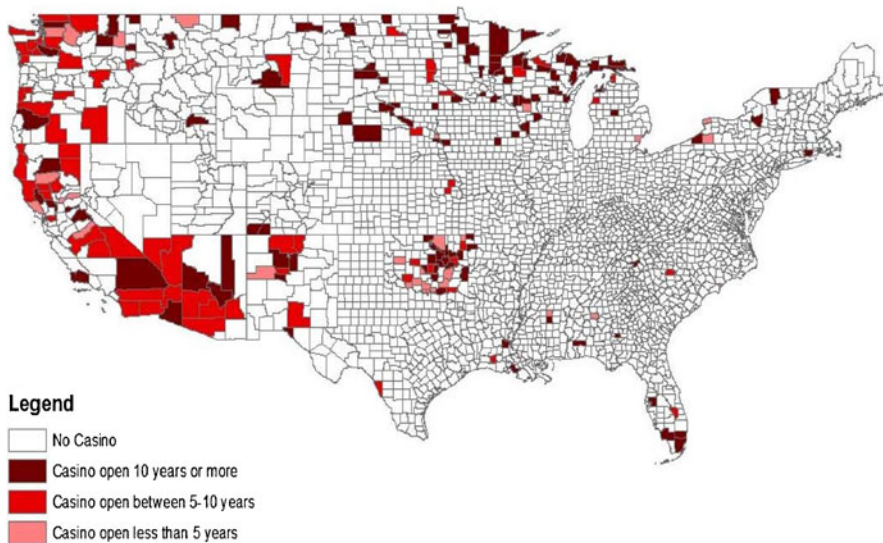 Legend
No Casino
Casino open 10 years or more
Casino open between 5-10 years
Casino open less than 5 years